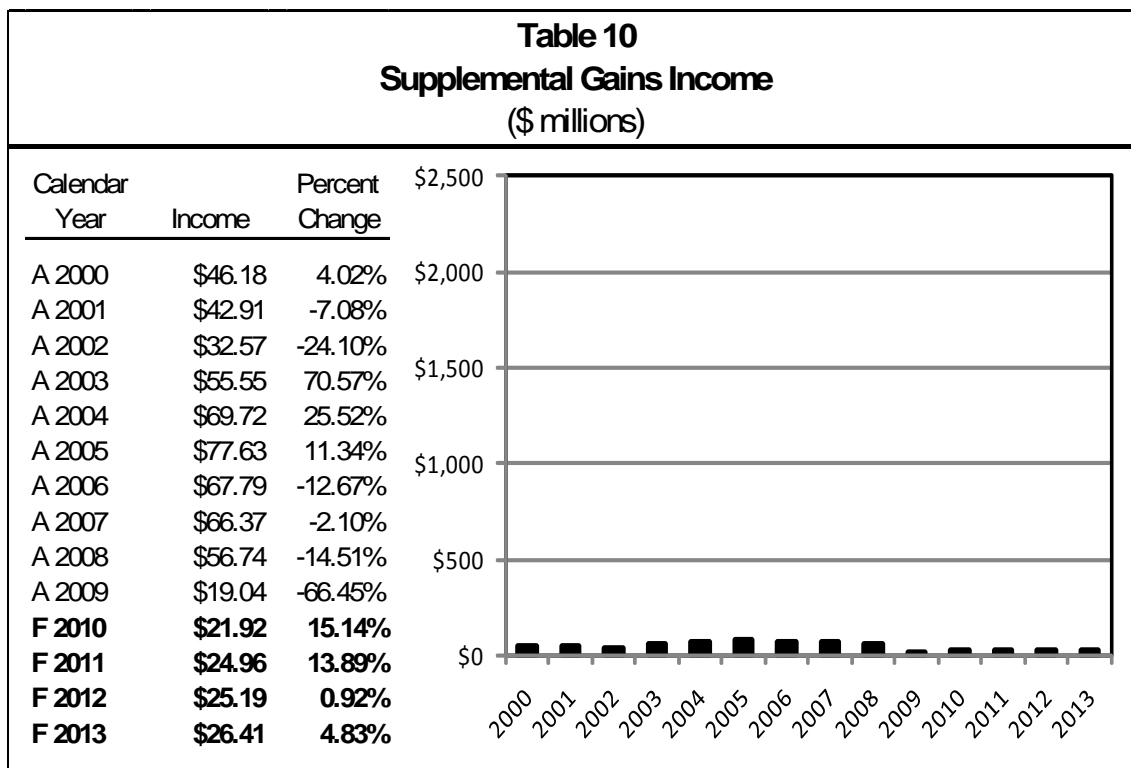 Table 10
Supplemental Gains Income
($ millions)
Calendar Year Income Percent Change
A 2000 $46.18 4.02%
A 2001 $42.91 -7.08%
A 2002 $32.57 -24.10%
A 2003 $55.55 70.57%
A 2004 $69.72 25.52%
A 2005 $77.63 11.34%
A 2006 $67.79 -12.67%
A 2007 $66.37 -2.10%
A 2008 $56.74 -14.51%
A 2009 $19.04 -66.45%
F 2010 $21.92 15.14%
F 2011 $24.96 13.89%
F 2012 $25.19 0.92%
F 2013 $26.41 4.83%
$2,500
$2,000
$1,500
$1,000
$500
$0
2000 2001 2002 2003 2004 2005 2006 2007 2008 2009 2010 2011 2012 2013